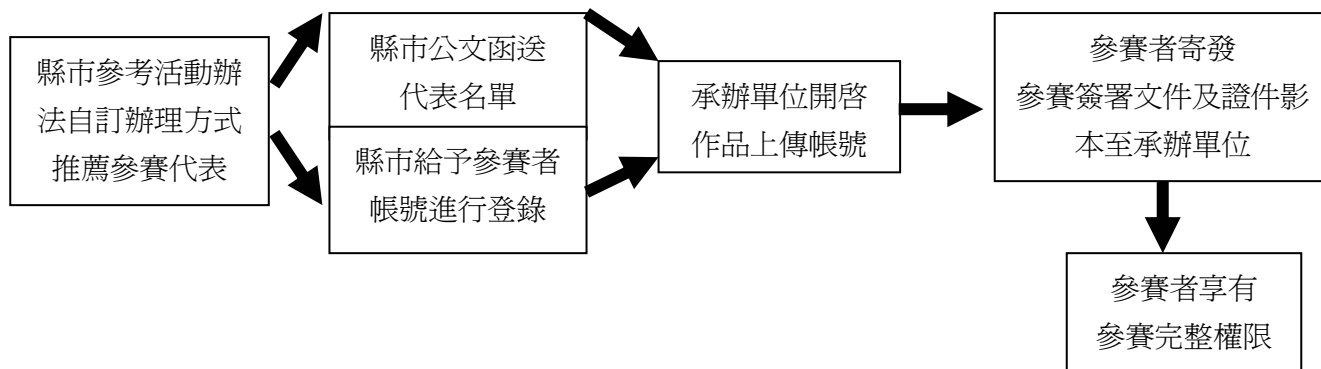 縣市參考活動辦
法自訂辦理方式
推薦參賽代表
縣市公文函送
代表名單
縣市給予參賽者
帳號進行登錄
承辦單位開啓
作品上傳帳號
參賽者寄發
參賽簽署文件及證件影
本至承辦單位
參賽者享有
參賽完整權限